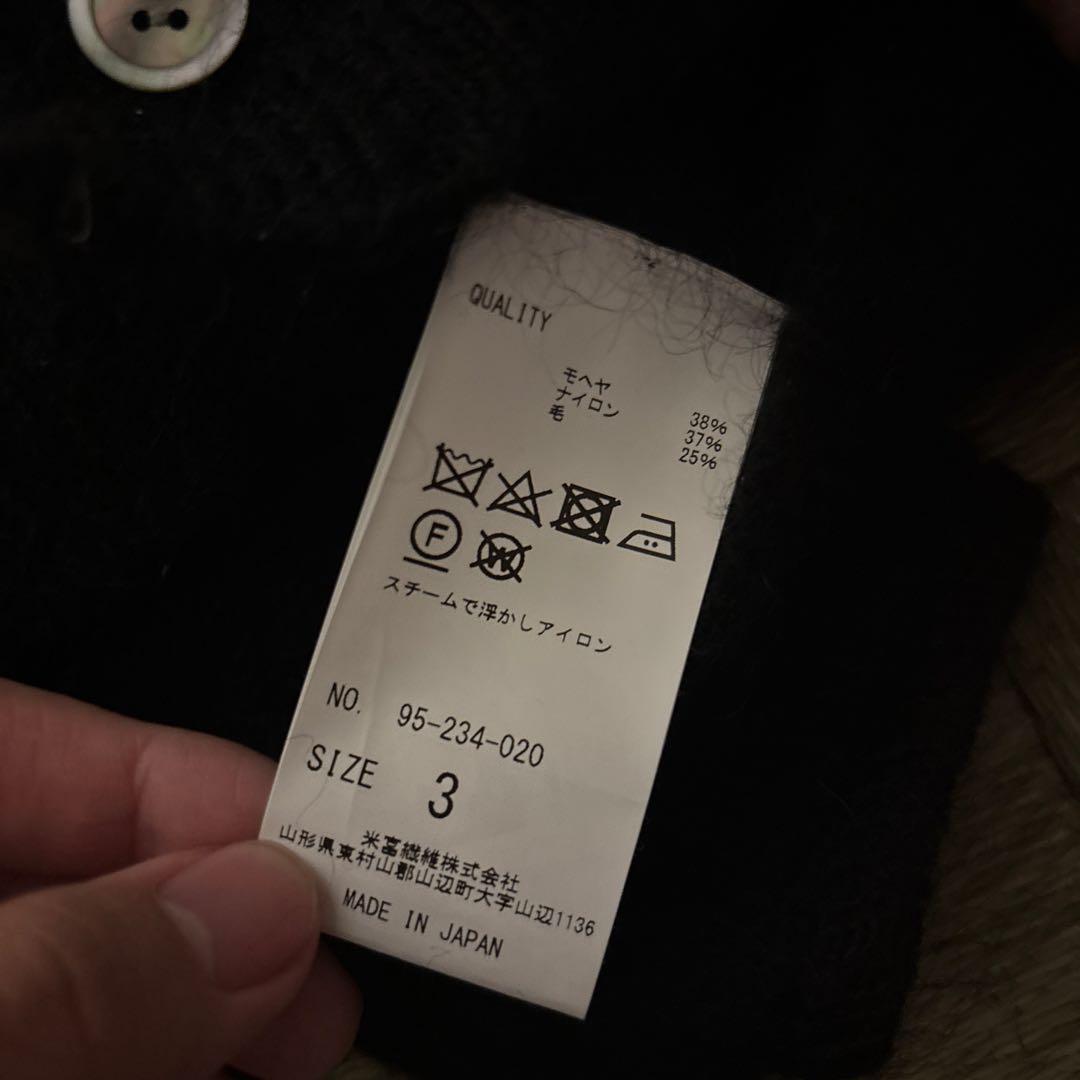 QUALITY
モヘヤ 38%
ナイロン 37%
毛 25%
F
W
スチームで浮かしアイロン
NO. 95-234-020
SIZE 3
米富繊維株式会社
山形県東村山郡山辺町大字山辺1136
MADE IN JAPAN